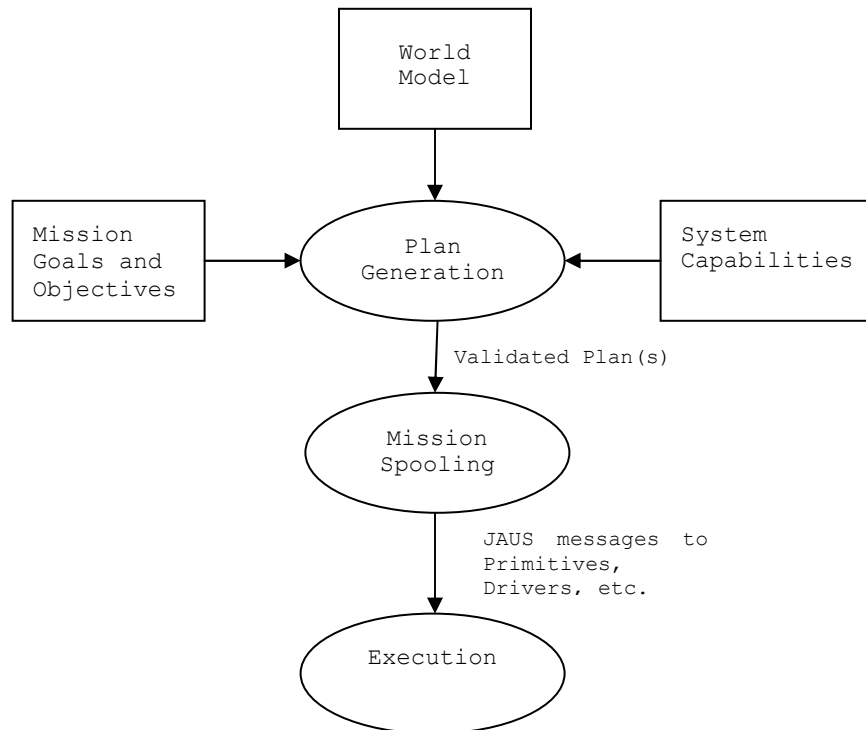 World
Model
Mission
Goals and
Objectives
Plan
Generation
System
Capabilities
Validated Plan(s)
Mission
Spooling
JAUS messages to
Primitives,
Drivers, etc.
Execution